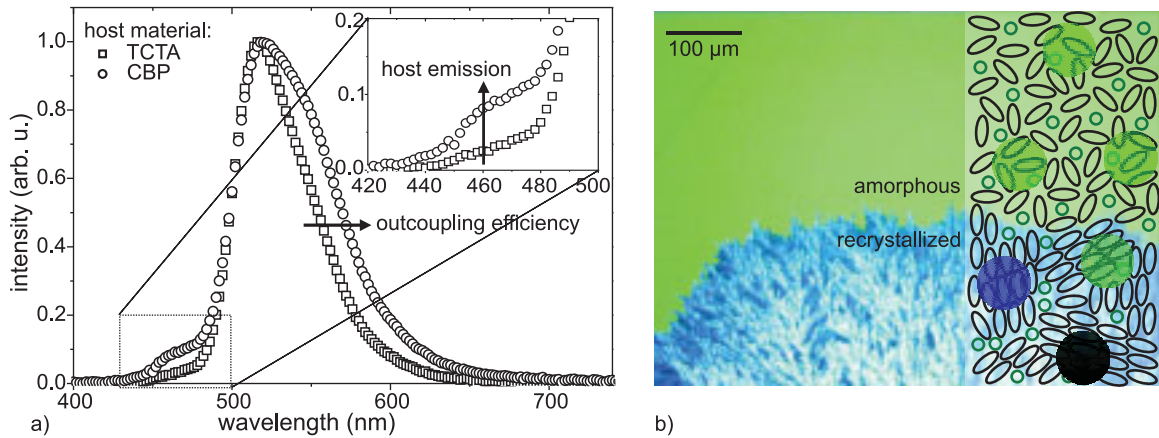 host material:
TCTA
CBP
host emission
outcoupling efficiency
intensity (arb. u.)
1.0
0.8
0.6
0.4
0.2
0.0
400 500 600 700
wavelength (nm)
0.2
0.1
0.0
420 440 460 480 500
a)
100 µm
amorphous
recrystallized
b)